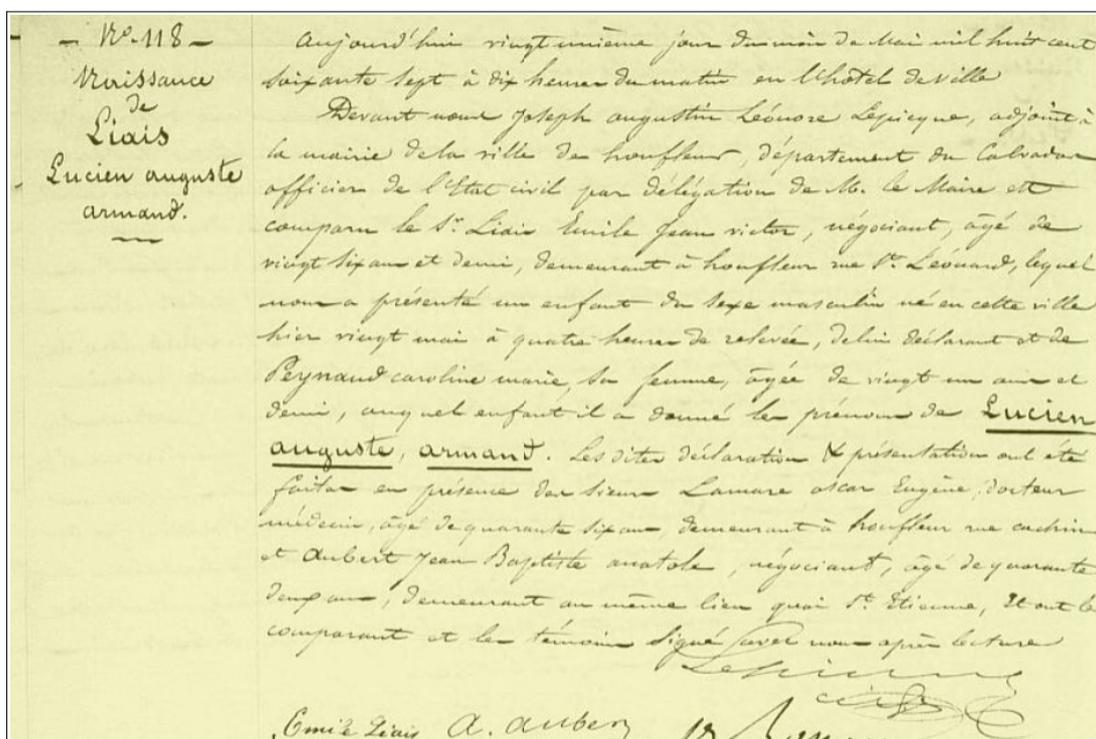 - No. 118 -
Naissance
de
Liais
Lucien auguste
armand.
aujourd'hui vingt unième jour du mois de Mai mil huit cent
soixante sept à dix heures du matin en l'hôtel de ville
Devant nous Joseph augustin Léonore Lepicque, adjoint à
la mairie de la ville de honfleur, département du Calvados
officier de l'Etat civil par délégation de M. le Maire est
comparu le Sr. Liais Emile Jean victor, négociant, âgé de
vingt six ans et demi, demeurant à honfleur rue St. Léonard, lequel
nous a présenté un enfant du sexe masculin né en cette ville
hier vingt mai à quatre heures de relevée, de lui déclarant et de
Peynaud caroline marie, sa femme, âgée de vingt un ans et
demi, auquel enfant il a donné les prénoms de Lucien
auguste, armand. Les dites déclaration & présentation ont été
faites en présence des sieurs Lamare oscar Eugène, docteur
médecin, âgé de quarante six ans, demeurant à honfleur rue cachin
et Aubert Jean Baptiste anatole, négociant, âgé de quarante
deux ans, demeurant au même lieu quai St. Etienne, Et ont le
comparant et les témoins signé avec nous après lecture
Emile Liais A. Aubert